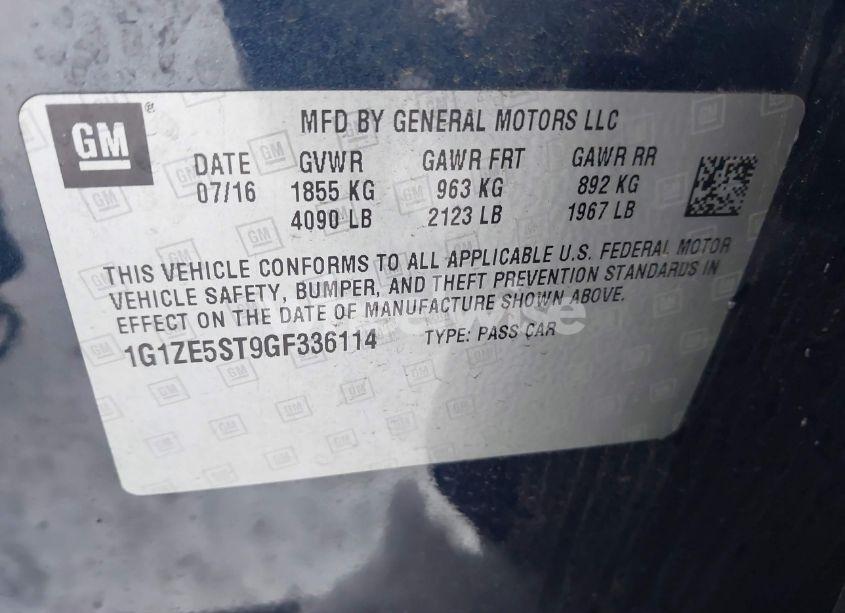 GM ®
MFD BY GENERAL MOTORS LLC
DATE GVWR GAWR FRT GAWR RR
07/16 1855 KG 963 KG 892 KG
4090 LB 2123 LB 1967 LB
THIS VEHICLE CONFORMS TO ALL APPLICABLE U.S. FEDERAL MOTOR
VEHICLE SAFETY, BUMPER, AND THEFT PREVENTION STANDARDS IN
EFFECT ON THE DATE OF MANUFACTURE SHOWN ABOVE.
1G1ZE5ST9GF336114 TYPE: PASS CAR